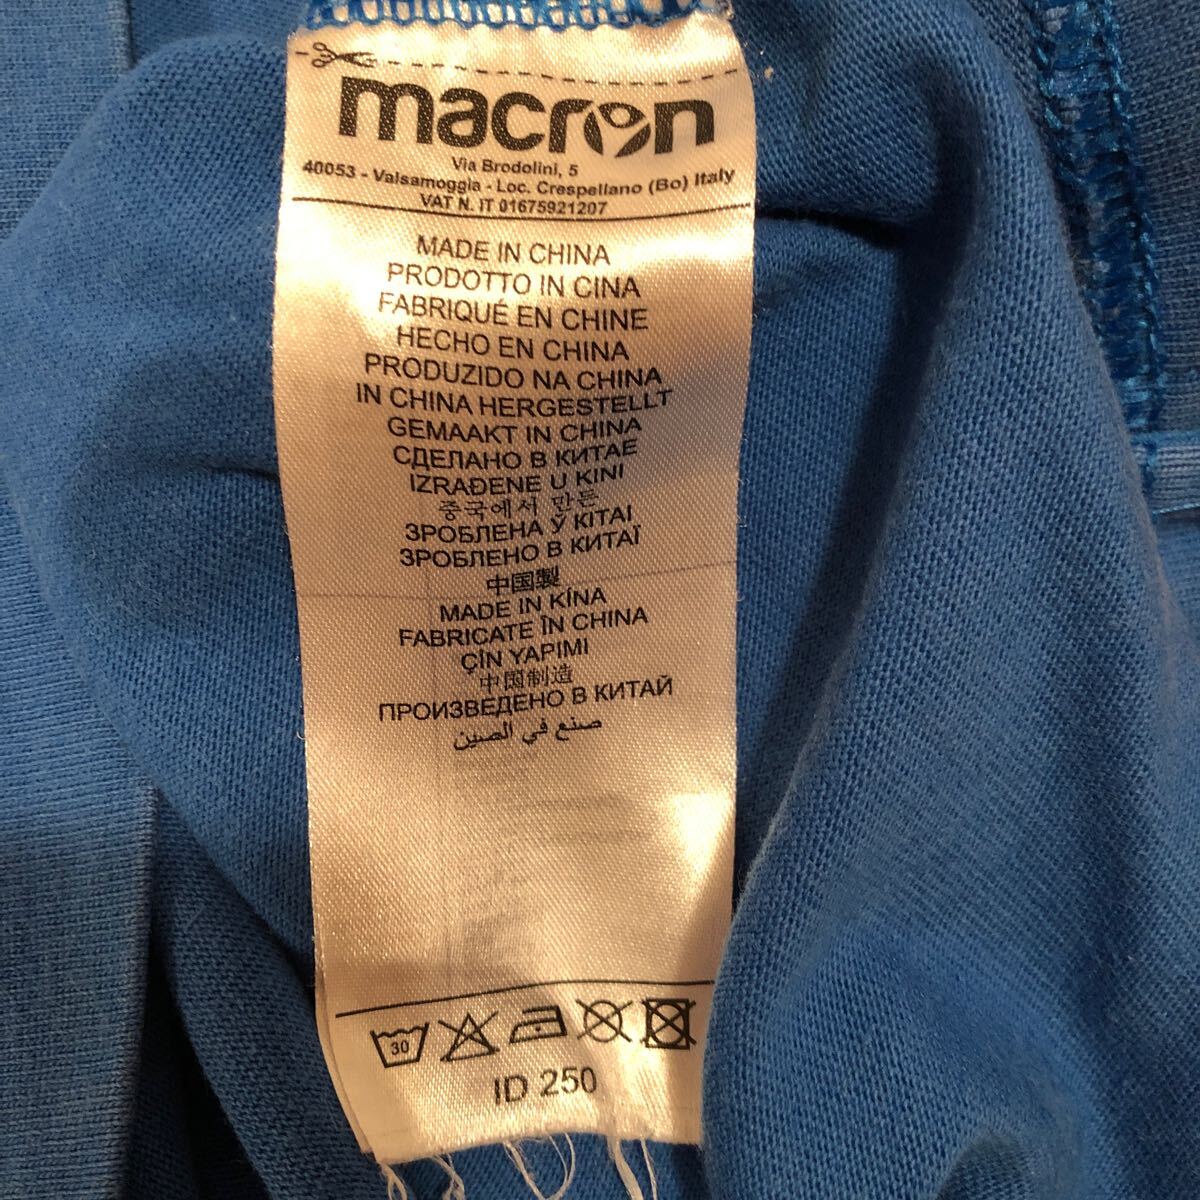 macron
Via Brodolini, 5
40053 - Valsamoggia - Loc. Crespellano (Bo) Italy
VAT N. IT 01675921207
MADE IN CHINA
PRODOTTO IN CINA
FABRIQUÉ EN CHINE
HECHO EN CHINA
PRODUZIDO NA CHINA
IN CHINA HERGESTELLT
GEMAAKT IN CHINA
СДЕЛАНО В КИТАЕ
IZRAĐENE U KINI
중국에서 만든
ЗРОБЛЕНА Ў КІТАІ
ЗРОБЛЕНО В КИТАЇ
中国製
MADE IN KÍNA
FABRICATE ÎN CHINA
ÇİN YAPIMI
中国制造
ПРОИЗВЕДЕНО В КИТАЙ
صنع في الصين
30
ID 250